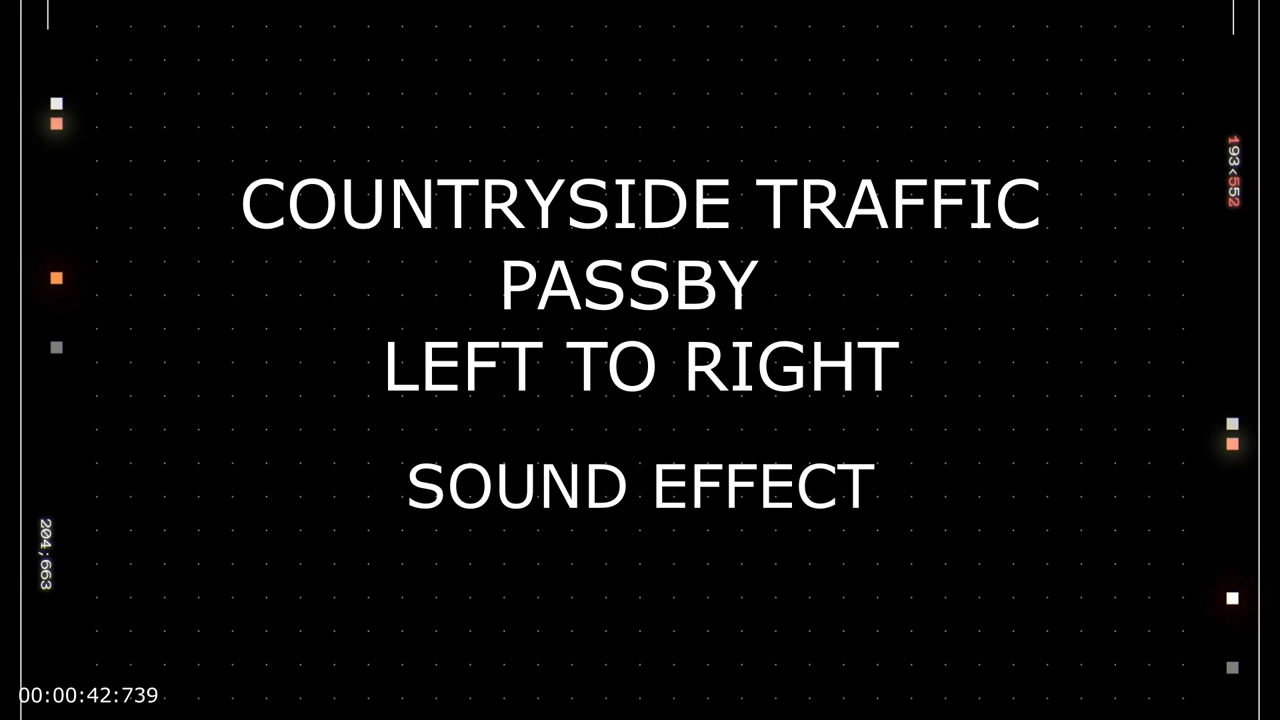 193<552
COUNTRYSIDE TRAFFIC
PASSBY
LEFT TO RIGHT
SOUND EFFECT
204;663
00:00:42:739